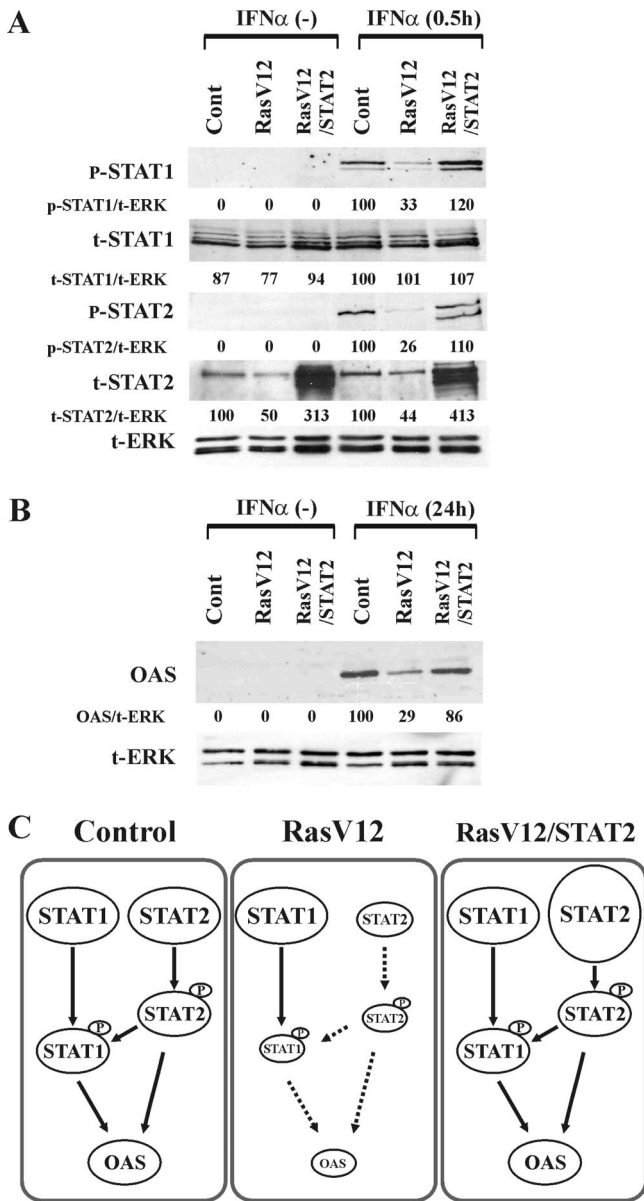 A
IFNα (-) IFNα (0.5h)
Cont RasV12 RasV12 /STAT2 Cont RasV12 RasV12 /STAT2
P-STAT1
p-STAT1/t-ERK 0 0 0 100 33 120
t-STAT1
t-STAT1/t-ERK 87 77 94 100 101 107
P-STAT2
p-STAT2/t-ERK 0 0 0 100 26 110
t-STAT2
t-STAT2/t-ERK 100 50 313 100 44 413
t-ERK
B
IFNα (-) IFNα (24h)
Cont RasV12 RasV12 /STAT2 Cont RasV12 RasV12 /STAT2
OAS
OAS/t-ERK 0 0 0 100 29 86
t-ERK
C
Control RasV12 RasV12/STAT2
STAT1 STAT2 STAT1 STAT2 STAT1 STAT2
P P P
STAT2 STAT2 STAT2
P P P
STAT1 STAT1 STAT1
OAS OAS OAS